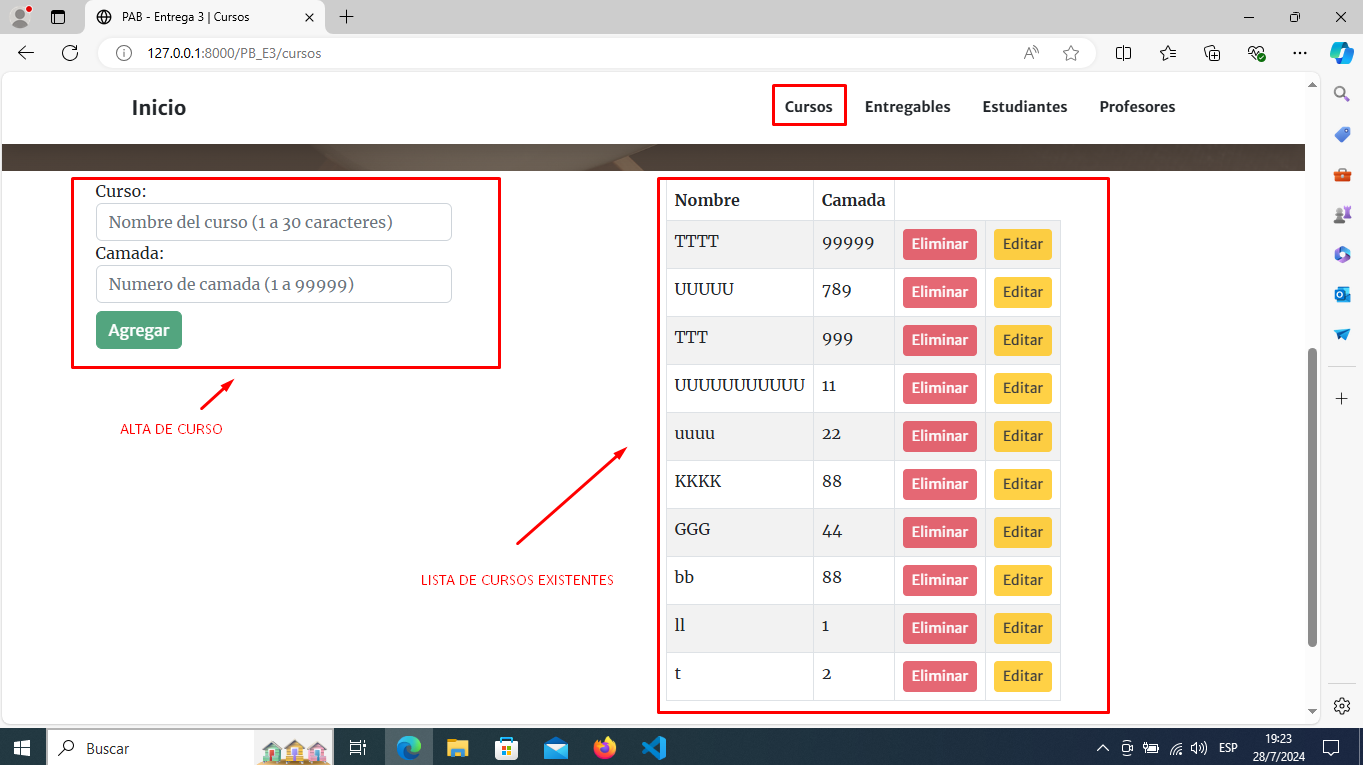 PAB - Entrega 3 | Cursos
127.0.0.1:8000/PB_E3/cursos
Inicio
Cursos
Entregables
Estudiantes
Profesores
Curso:
Nombre del curso (1 a 30 caracteres)
Camada:
Numero de camada (1 a 99999)
Agregar
ALTA DE CURSO
LISTA DE CURSOS EXISTENTES
Nombre Camada
TTTT 99999 Eliminar Editar
UUUUU 789 Eliminar Editar
TTT 999 Eliminar Editar
UUUUUUUUUUU 11 Eliminar Editar
uuuu 22 Eliminar Editar
KKKK 88 Eliminar Editar
GGG 44 Eliminar Editar
bb 88 Eliminar Editar
ll 1 Eliminar Editar
t 2 Eliminar Editar
Buscar
ESP
19:23
28/7/2024